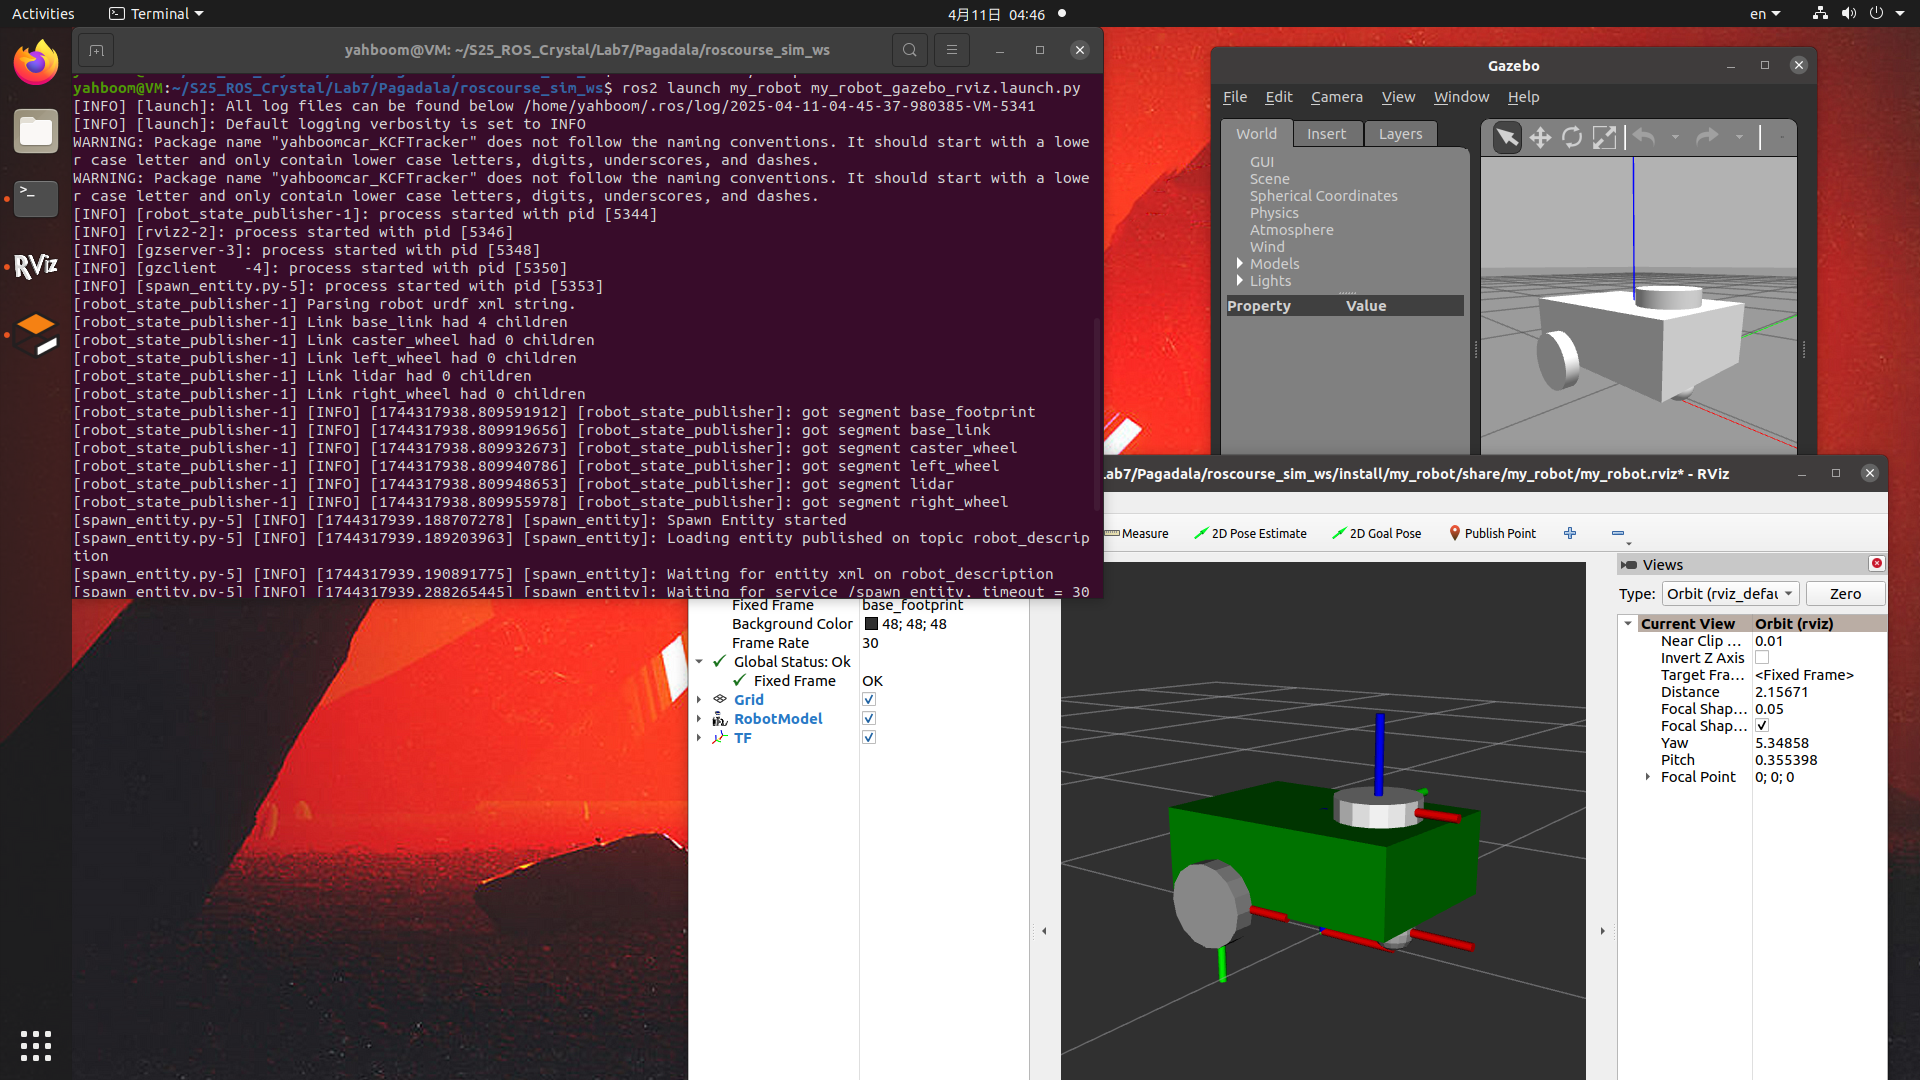 Activities
Terminal
4月11日 04:46
en
yahboom@VM: ~/S25_ROS_Crystal/Lab7/Pagadala/roscourse_sim_ws
yahboom@VM:~/S25_ROS_Crystal/Lab7/Pagadala/roscourse_sim_ws$ ros2 launch my_robot my_robot_gazebo_rviz.launch.py
[INFO] [launch]: All log files can be found below /home/yahboom/.ros/log/2025-04-11-04-45-37-980385-VM-5341
[INFO] [launch]: Default logging verbosity is set to INFO
WARNING: Package name "yahboomcar_KCFTracker" does not follow the naming conventions. It should start with a lowe
r case letter and only contain lower case letters, digits, underscores, and dashes.
WARNING: Package name "yahboomcar_KCFTracker" does not follow the naming conventions. It should start with a lowe
r case letter and only contain lower case letters, digits, underscores, and dashes.
[INFO] [robot_state_publisher-1]: process started with pid [5344]
[INFO] [rviz2-2]: process started with pid [5346]
[INFO] [gzserver-3]: process started with pid [5348]
[INFO] [gzclient   -4]: process started with pid [5350]
[INFO] [spawn_entity.py-5]: process started with pid [5353]
[robot_state_publisher-1] Parsing robot urdf xml string.
[robot_state_publisher-1] Link base_link had 4 children
[robot_state_publisher-1] Link caster_wheel had 0 children
[robot_state_publisher-1] Link left_wheel had 0 children
[robot_state_publisher-1] Link lidar had 0 children
[robot_state_publisher-1] Link right_wheel had 0 children
[robot_state_publisher-1] [INFO] [1744317938.809591912] [robot_state_publisher]: got segment base_footprint
[robot_state_publisher-1] [INFO] [1744317938.809919656] [robot_state_publisher]: got segment base_link
[robot_state_publisher-1] [INFO] [1744317938.809932673] [robot_state_publisher]: got segment caster_wheel
[robot_state_publisher-1] [INFO] [1744317938.809940786] [robot_state_publisher]: got segment left_wheel
[robot_state_publisher-1] [INFO] [1744317938.809948653] [robot_state_publisher]: got segment lidar
[robot_state_publisher-1] [INFO] [1744317938.809955978] [robot_state_publisher]: got segment right_wheel
[spawn_entity.py-5] [INFO] [1744317939.188707278] [spawn_entity]: Spawn Entity started
[spawn_entity.py-5] [INFO] [1744317939.189203963] [spawn_entity]: Loading entity published on topic robot_descrip
tion
[spawn_entity.py-5] [INFO] [1744317939.190891775] [spawn_entity]: Waiting for entity xml on robot_description
[spawn_entity.py-5] [INFO] [1744317939.288265445] [spawn_entity]: Waiting for service /spawn_entity, timeout = 30
RViz
Gazebo
File Edit Camera View Window Help
World Insert Layers
GUI
Scene
Spherical Coordinates
Physics
Atmosphere
Wind
Models
Lights
Property Value
ab7/Pagadala/roscourse_sim_ws/install/my_robot/share/my_robot/my_robot.rviz* - RViz
Measure 2D Pose Estimate 2D Goal Pose Publish Point
Fixed Frame base_footprint
Background Color 48; 48; 48
Frame Rate 30
Global Status: Ok
Fixed Frame OK
Grid
RobotModel
TF
Views
Type: Orbit (rviz_defau Zero
Current View Orbit (rviz)
Near Clip ... 0.01
Invert Z Axis
Target Fra... <Fixed Frame>
Distance 2.15671
Focal Shap... 0.05
Focal Shap...
Yaw 5.34858
Pitch 0.355398
Focal Point 0; 0; 0